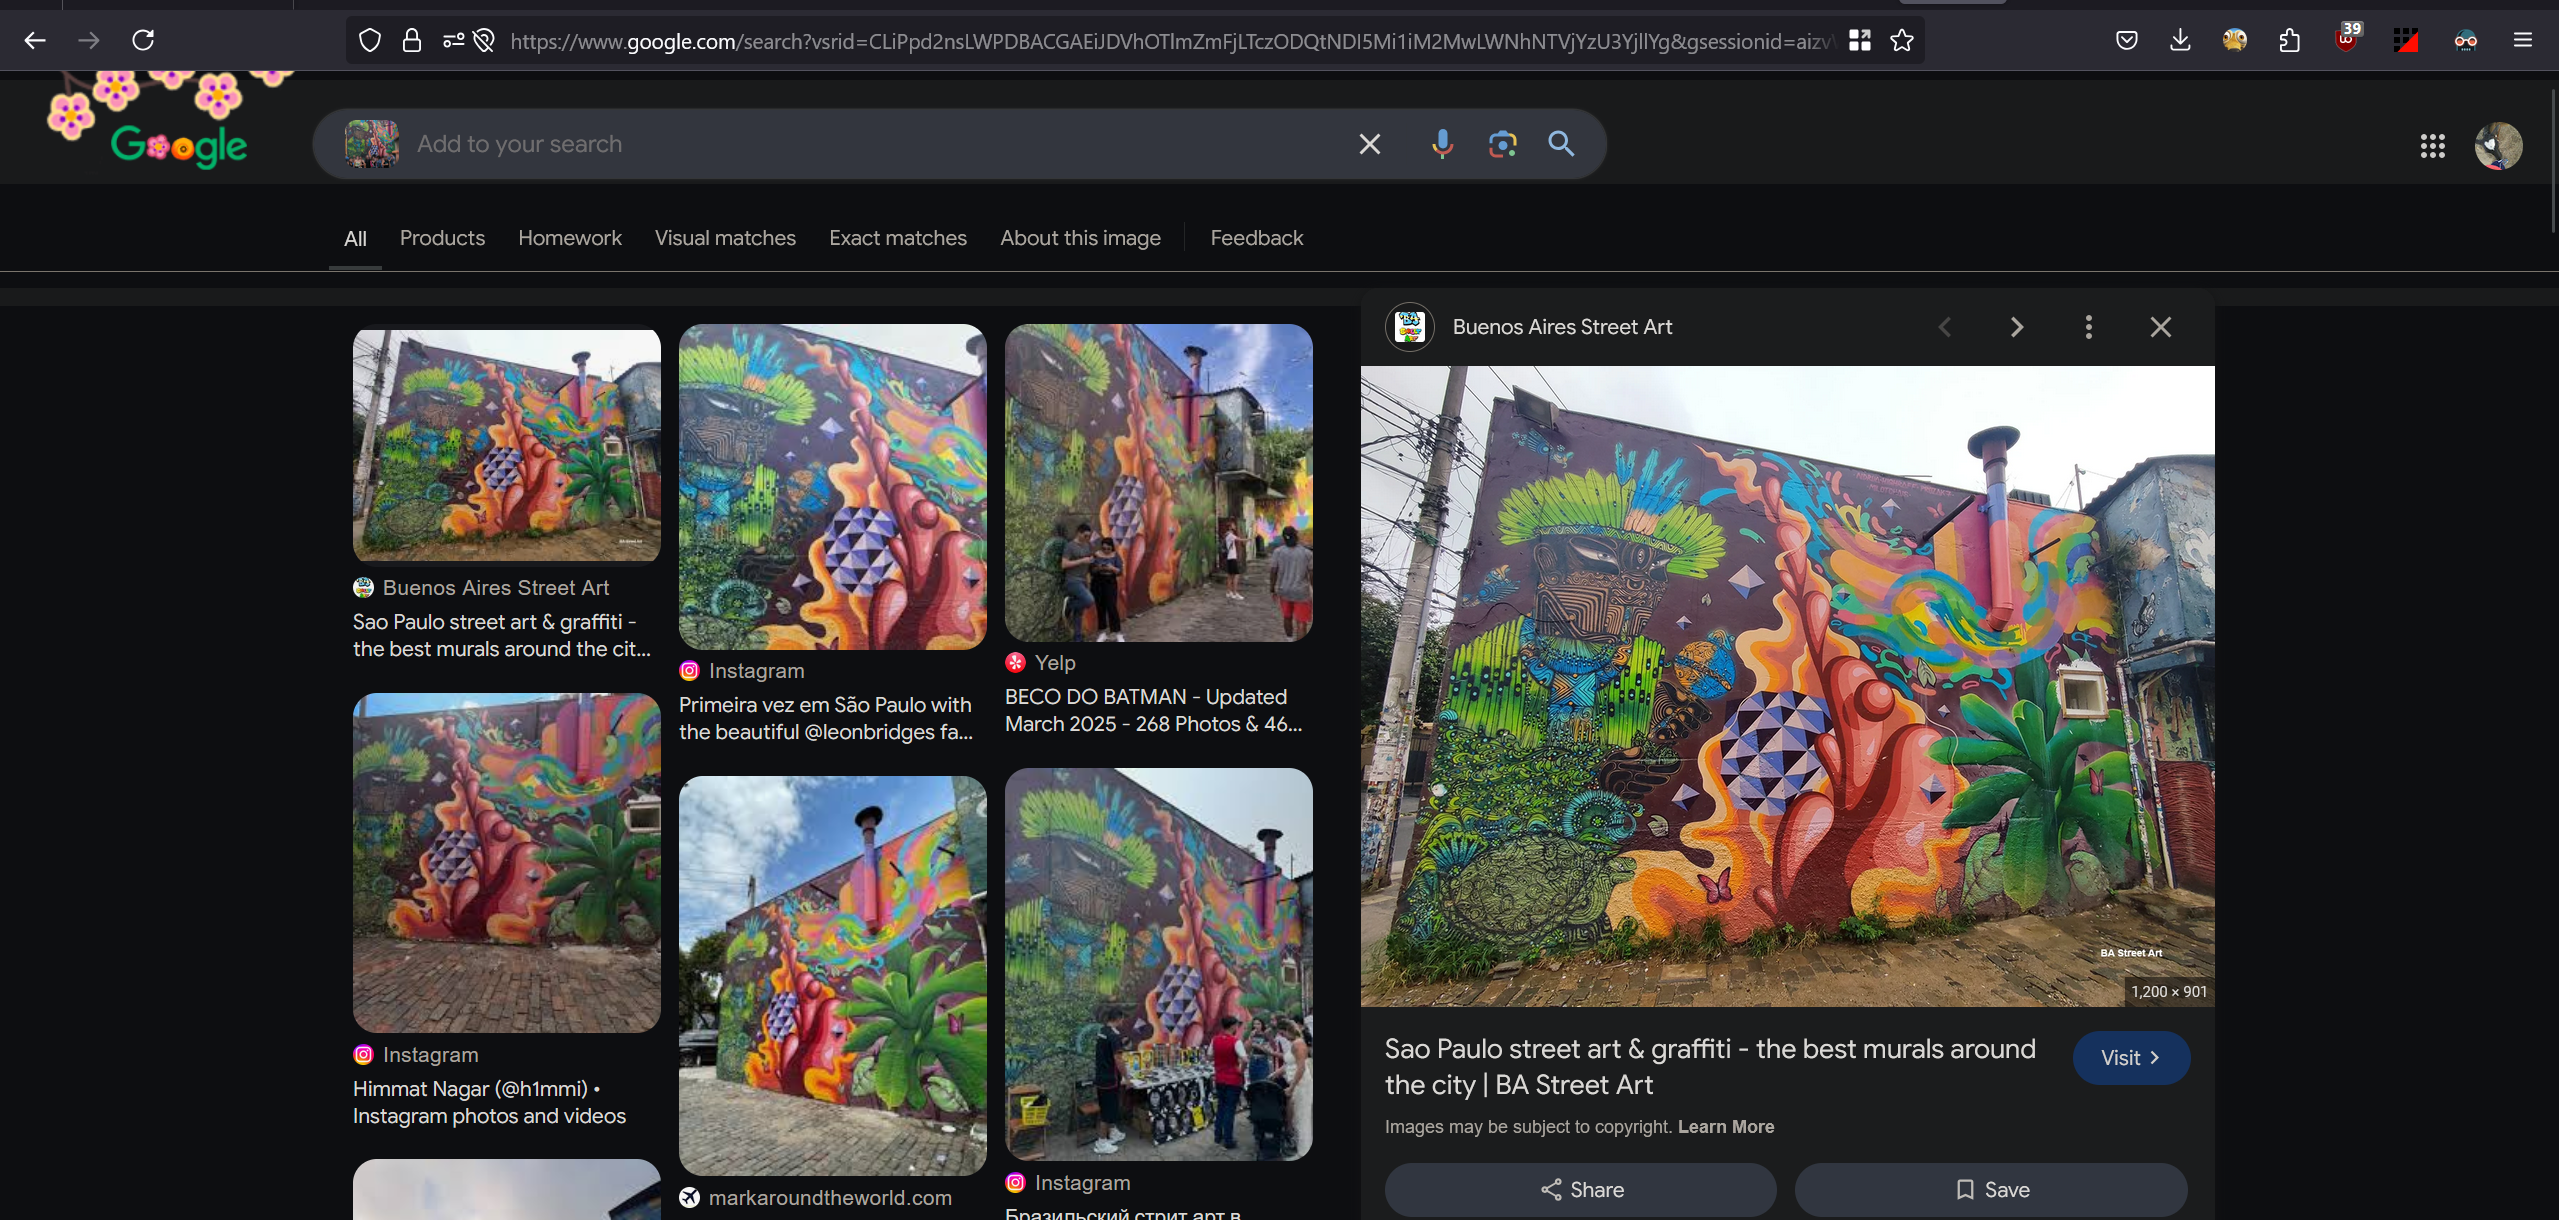 https://www.google.com/search?vsrid=CLiPpd2nsLWPDBACGAEiJDVhOTlmZmFjLTczODQtNDI5Mi1iM2MwLWNhNTVjYzU3YjllYg&gsessionid=aizv
39
Google
Add to your search
All
Products
Homework
Visual matches
Exact matches
About this image
Feedback
Buenos Aires Street Art
Sao Paulo street art & graffiti -
the best murals around the cit...
Instagram
Primeira vez em São Paulo with
the beautiful @leonbridges fa...
Yelp
BECO DO BATMAN - Updated
March 2025 - 268 Photos & 46...
Instagram
Himmat Nagar (@h1mmi) •
Instagram photos and videos
markaroundtheworld.com
Instagram
Бразильский стрит арт в
Buenos Aires Street Art
BA Street Art
1,200 × 901
Sao Paulo street art & graffiti - the best murals around
the city | BA Street Art
Visit
Images may be subject to copyright. Learn More
Share
Save